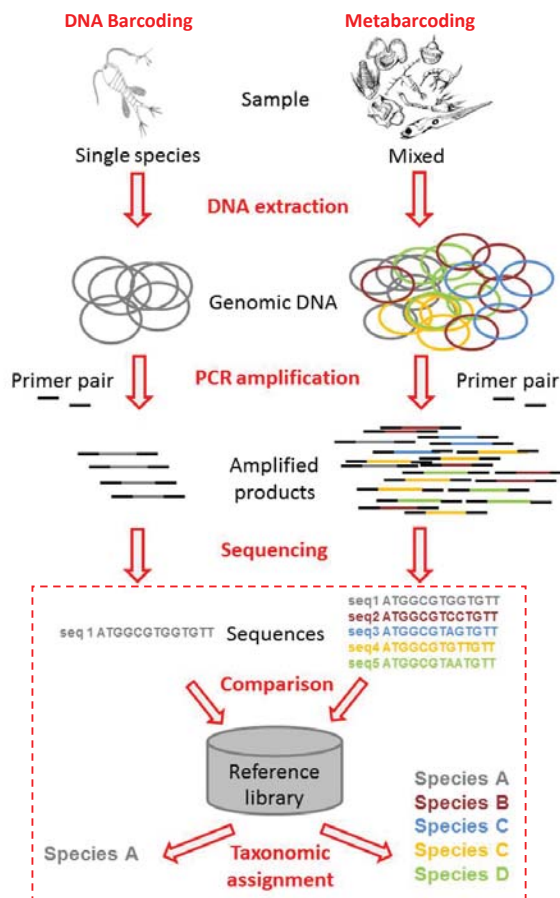 DNA Barcoding
Metabarcoding
Sample
Single species
Mixed
DNA extraction
Genomic DNA
Primer pair
PCR amplification
Primer pair
Amplified
products
Sequencing
seq 1 ATGGCGTGGTGTT
Sequences
seq1 ATGGCGTGGTGTT
seq2 ATGGCGTCCTGTT
seq3 ATGGCGTAGTGTT
seq4 ATGGCGTGTTGTT
seq5 ATGGCGTAATGTT
Comparison
Reference
library
Species A
Taxonomic
assignment
Species A
Species B
Species C
Species C
Species D